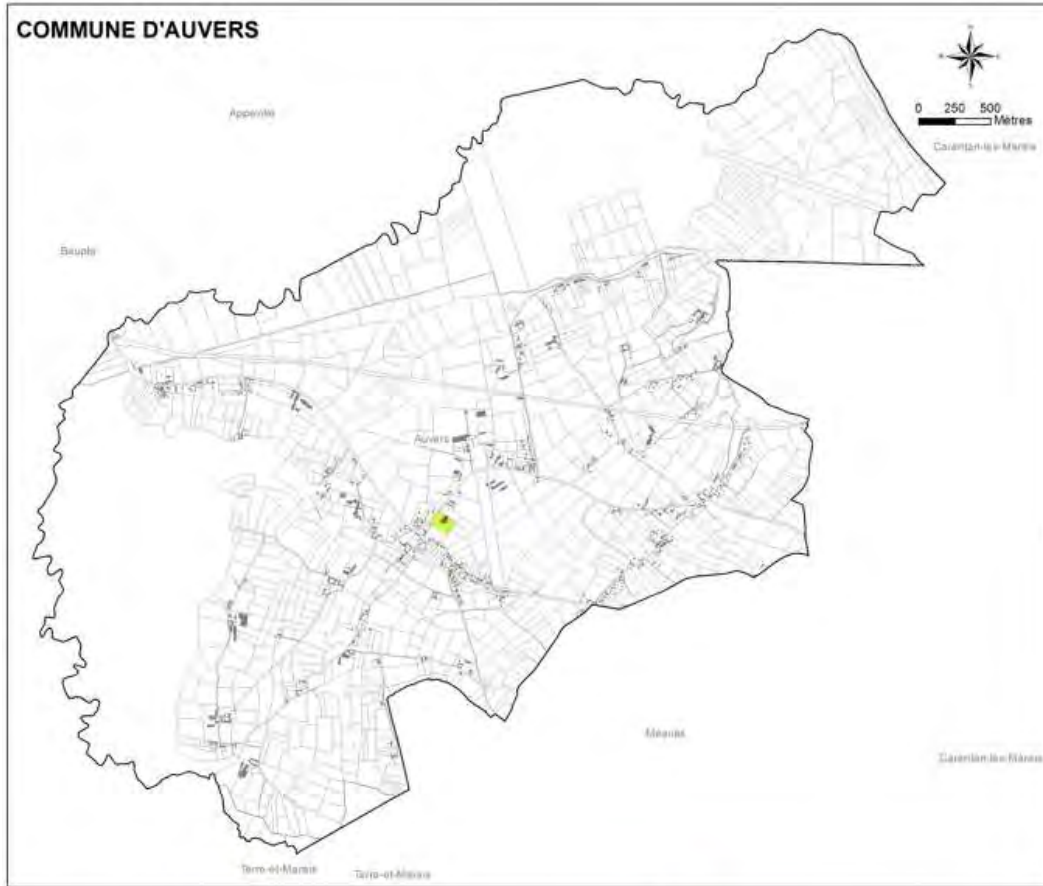 COMMUNE D'AUVERS
Appeville
0 250 500
Mètres
Carentan-les-Marais
Baupte
Auvers
Méautis
Carentan-les-Marais
Terre-et-Marais
Terre-et-Marais